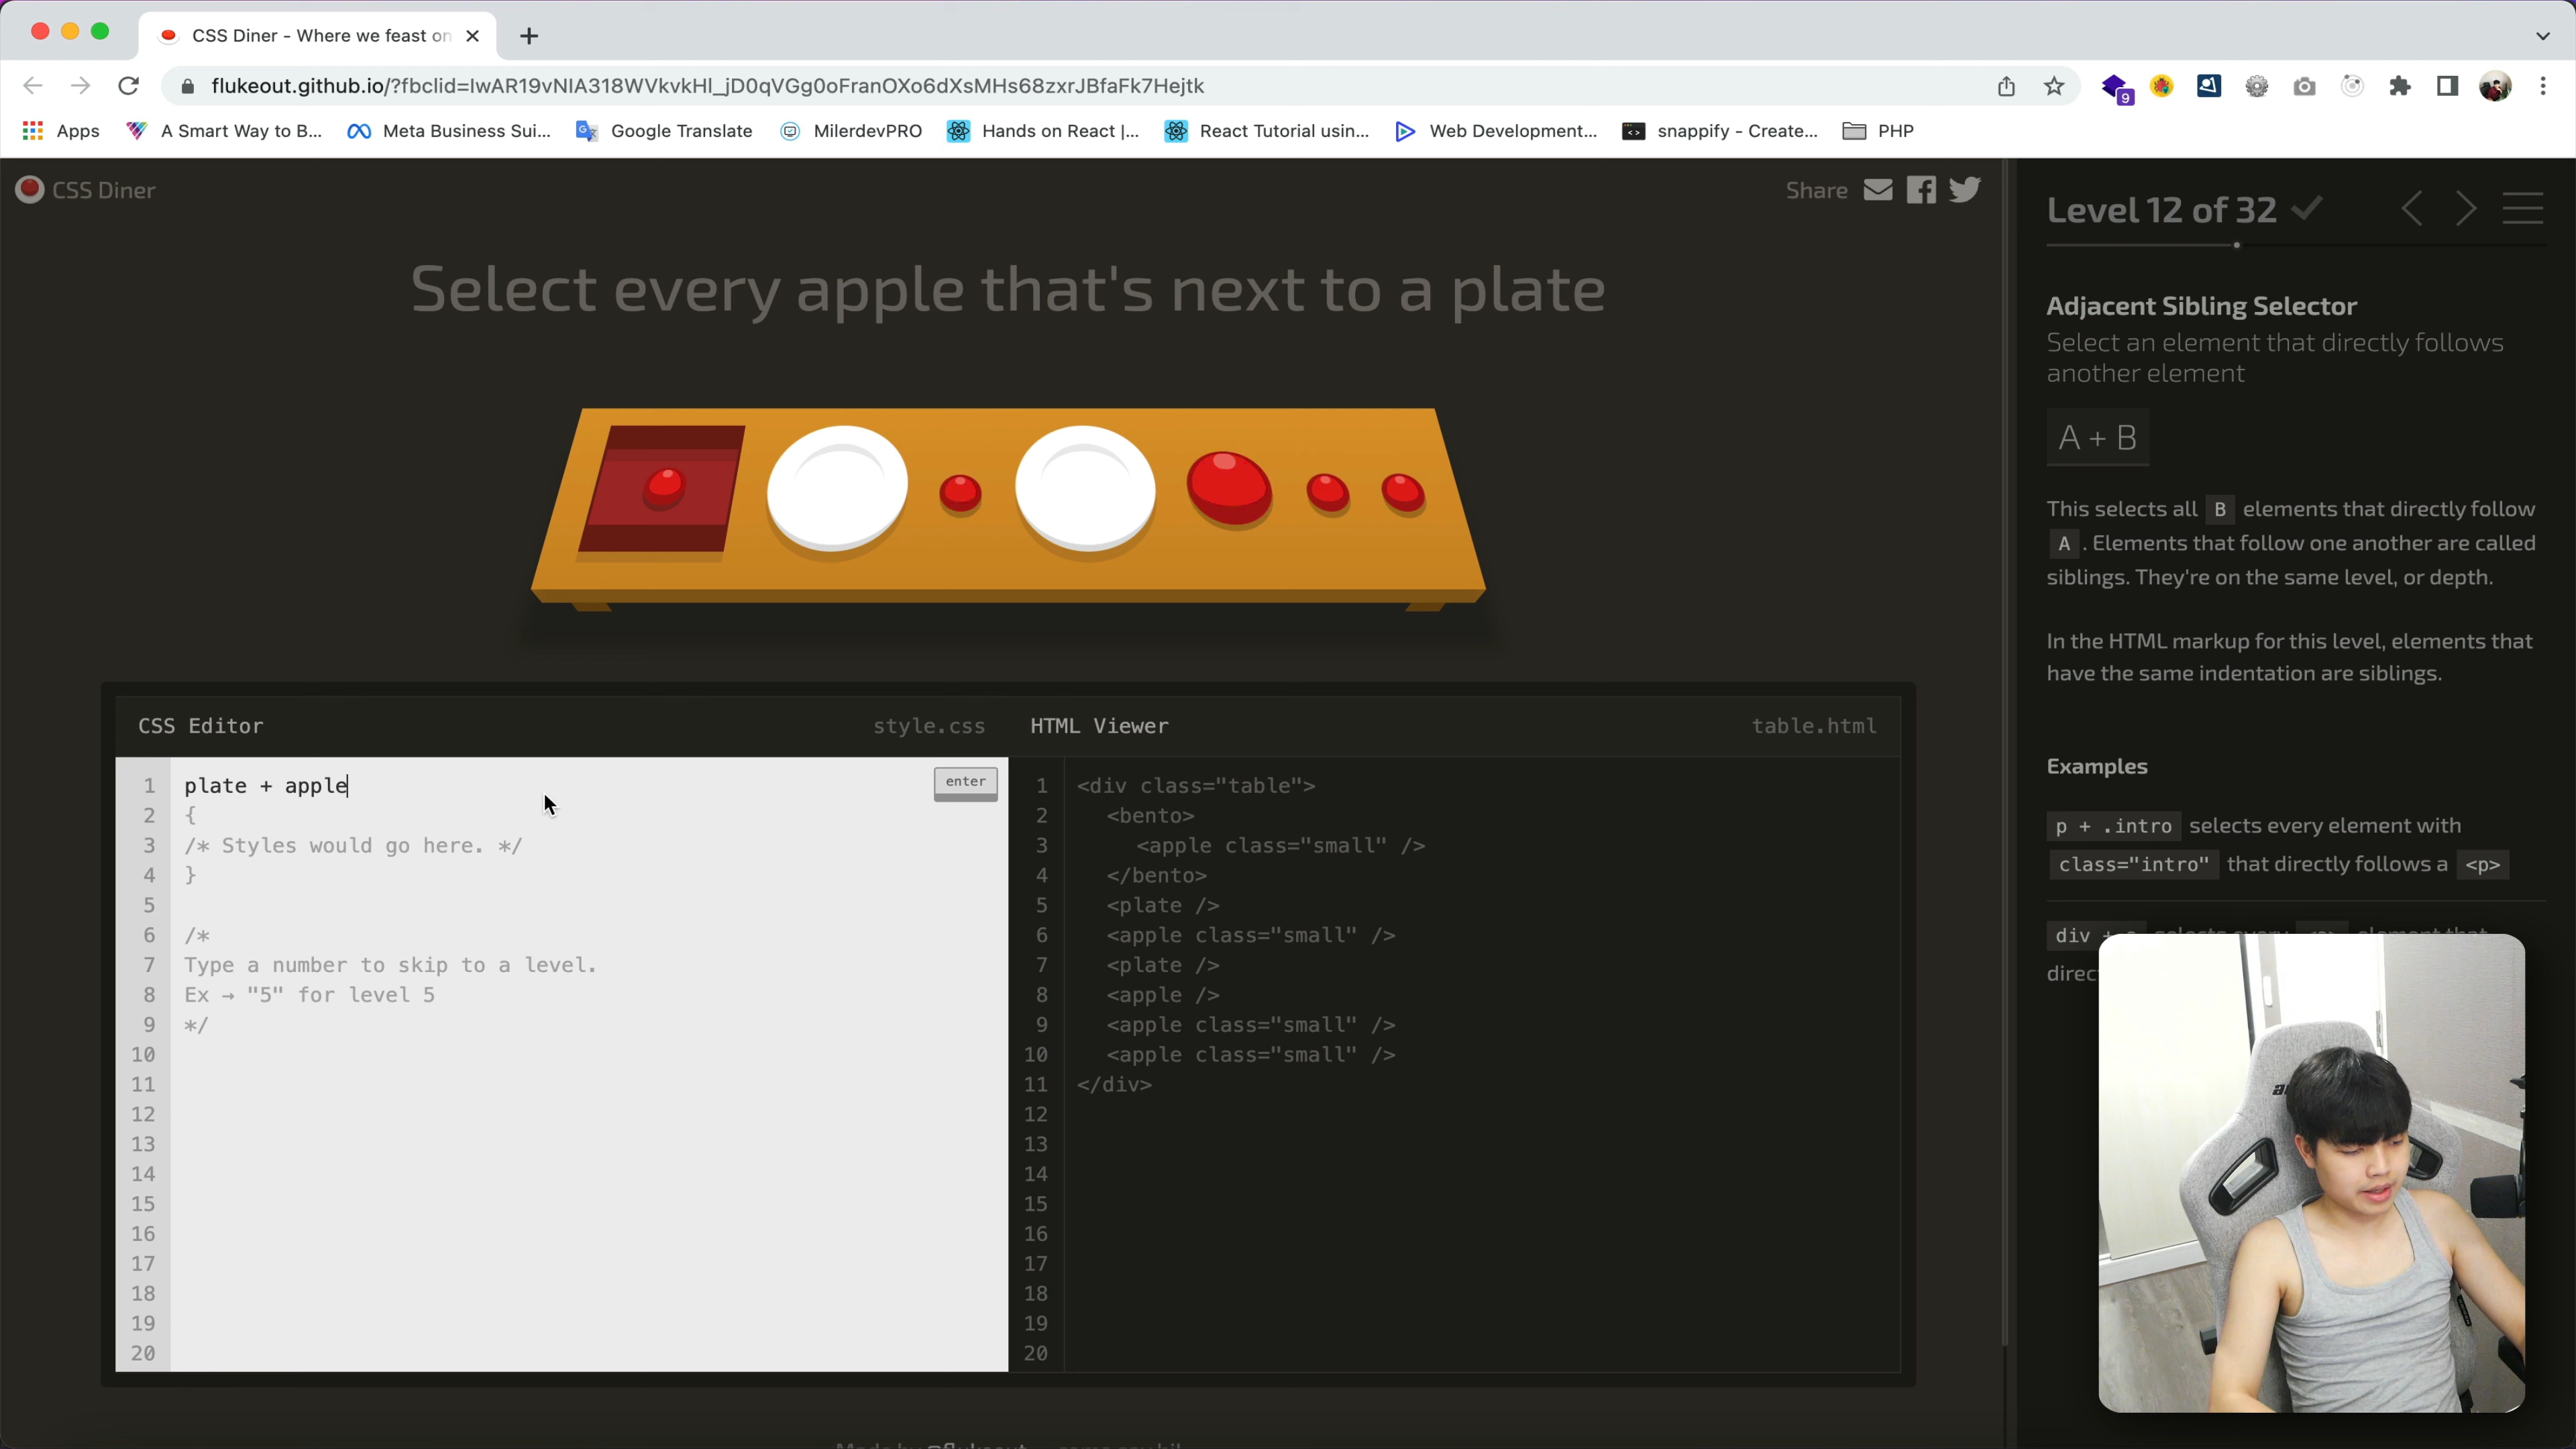 CSS Diner - Where we feast on
flukeout.github.io/?fbclid=IwAR19vNIA318WVkvkHl_jD0qVGg0oFranOXo6dXsMHs68zxrJBfaFk7Hejtk
9
Apps
A Smart Way to B...
Meta Business Sui...
Google Translate
MilerdevPRO
Hands on React |...
React Tutorial usin...
Web Development...
snappify - Create...
PHP
CSS Diner
Share
Select every apple that's next to a plate
CSS Editor
style.css
1 plate + apple
enter
2 {
3 /* Styles would go here. */
4 }
5
6 /*
7 Type a number to skip to a level.
8 Ex → "5" for level 5
9 */
10
11
12
13
14
15
16
17
18
19
20
HTML Viewer
table.html
1 <div class="table">
2 <bento>
3 <apple class="small" />
4 </bento>
5 <plate />
6 <apple class="small" />
7 <plate />
8 <apple />
9 <apple class="small" />
10 <apple class="small" />
11 </div>
12
13
14
15
16
17
18
19
20
Level 12 of 32
Adjacent Sibling Selector
Select an element that directly follows
another element
A + B
This selects all B elements that directly follow
A . Elements that follow one another are called
siblings. They're on the same level, or depth.
In the HTML markup for this level, elements that
have the same indentation are siblings.
Examples
p + .intro selects every element with
class="intro" that directly follows a <p>
div